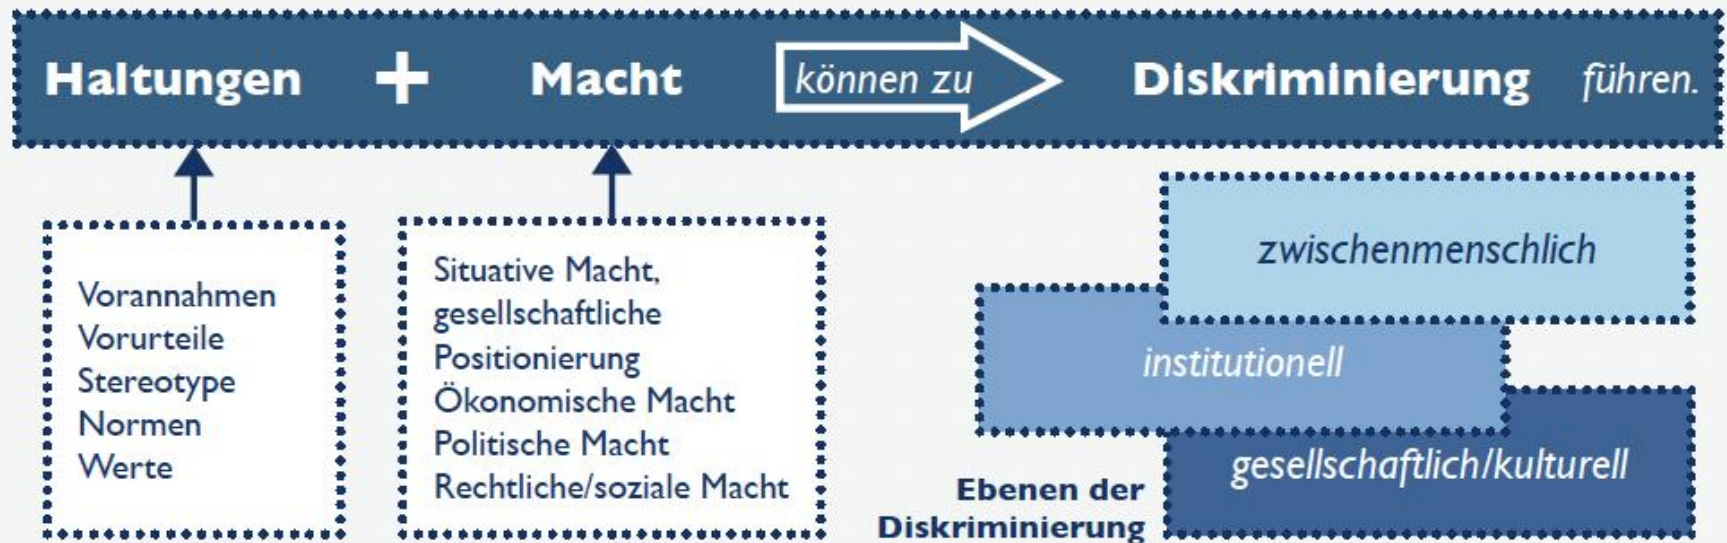 Haltungen + Macht können zu Diskriminierung führen.
Vorannahmen
Vorurteile
Stereotype
Normen
Werte
Situative Macht,
gesellschaftliche
Positionierung
Ökonomische Macht
Politische Macht
Rechtliche/soziale Macht
zwischenmenschlich
institutionell
gesellschaftlich/kulturell
Ebenen der
Diskriminierung